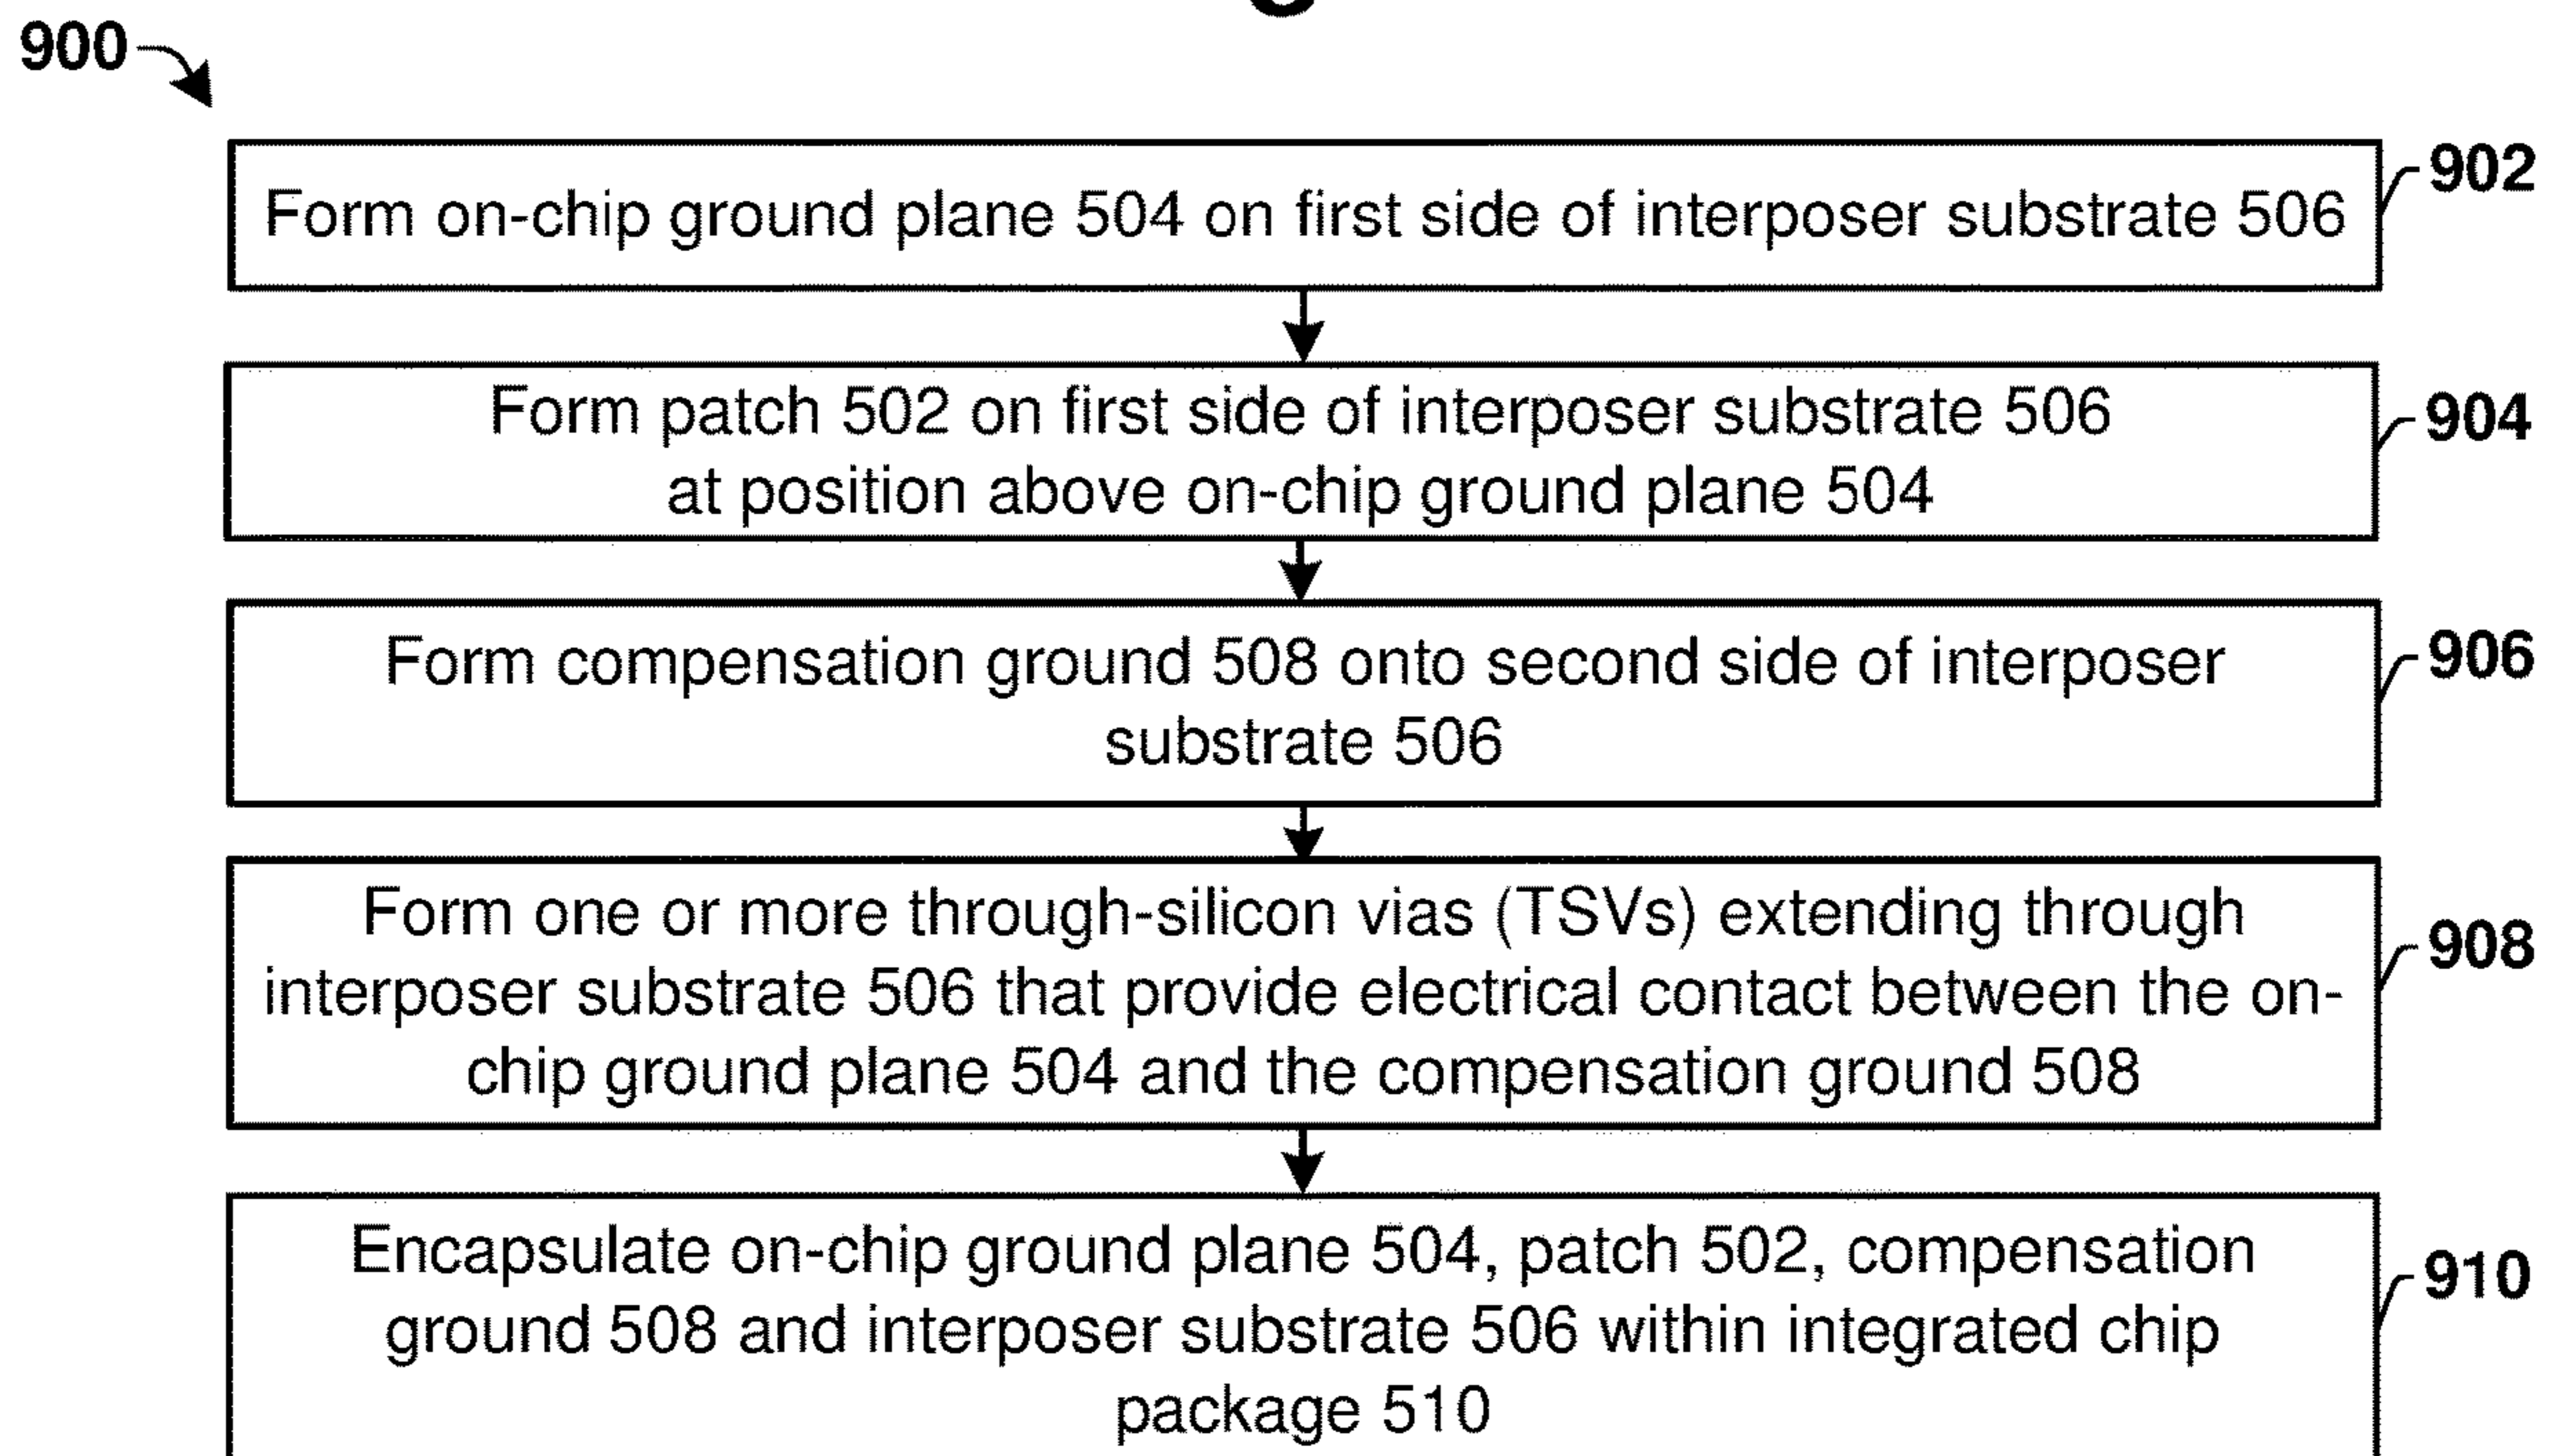 900
902
Form on-chip ground plane 504 on first side of interposer substrate 506
Form patch 502 on first side of interposer substrate 506
904
at position above on-chip ground plane 504
Form compensation ground 508 onto second side of interposer
906
substrate 506
Form one or more through-silicon vias (TSVs) extending through
908
interposer substrate 506 that provide electrical contact between the on-
chip ground plane 504 and the compensation ground 508
Encapsulate on-chip ground plane 504, patch 502, compensation
910
ground 508 and interposer substrate 506 within integrated chip
package 510